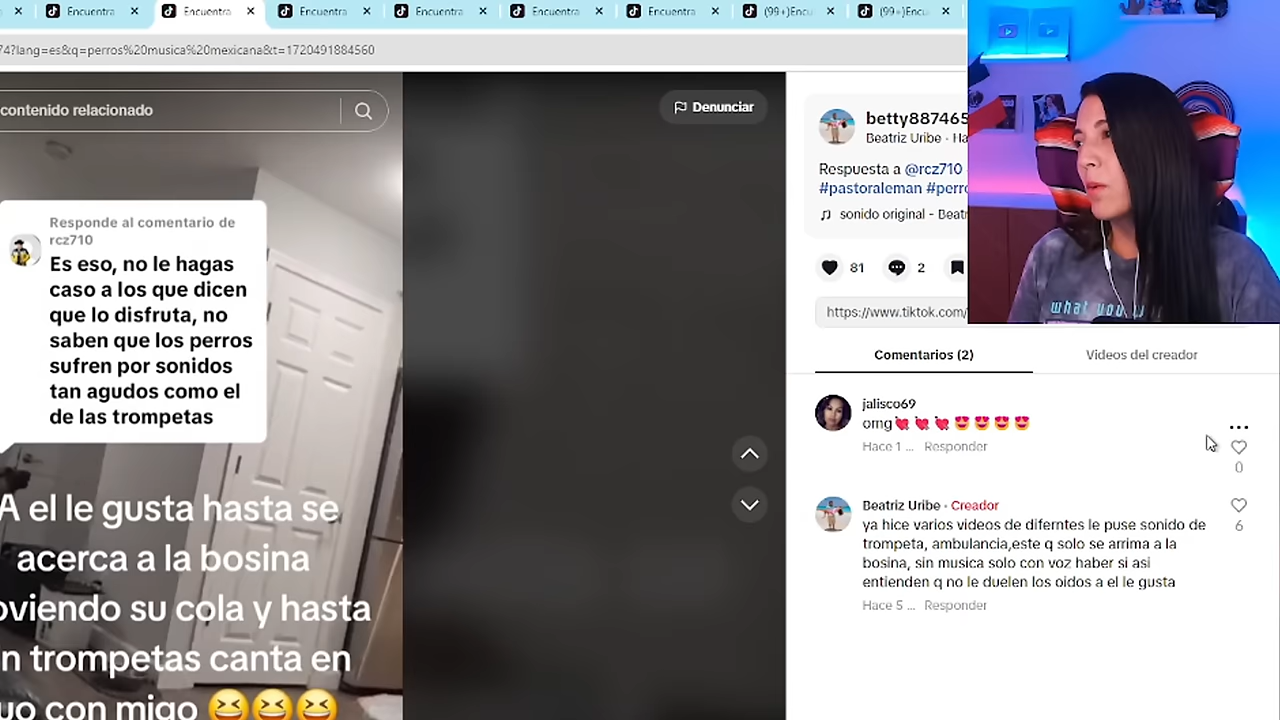 Encuentra
Encuentra
Encuentra
Encuentra
Encuentra
Encuentra
(99+)Encu
(99+)Encu
74?lang=es&q=perros%20musica%20mexicana&t=1720491884560
contenido relacionado
Denunciar
Responde al comentario de
rcz710
Es eso, no le hagas
caso a los que dicen
que lo disfruta, no
saben que los perros
sufren por sonidos
tan agudos como el
de las trompetas
A el le gusta hasta se
acerca a la bosina
oviendo su cola y hasta
n trompetas canta en
uo con migo 😆😆😆
betty887465
Beatriz Uribe · Ha
Respuesta a @rcz710
#pastoraleman #perro
sonido original - Beatr
81
2
https://www.tiktok.com/
what you
Comentarios (2)
Videos del creador
jalisco69
omg💘💘💘😍😍😍😍
Hace 1 ... Responder
0
Beatriz Uribe · Creador
ya hice varios videos de diferntes le puse sonido de
trompeta, ambulancia,este q solo se arrima a la
bosina, sin musica solo con voz haber si asi
entienden q no le duelen los oidos a el le gusta
6
Hace 5 ... Responder